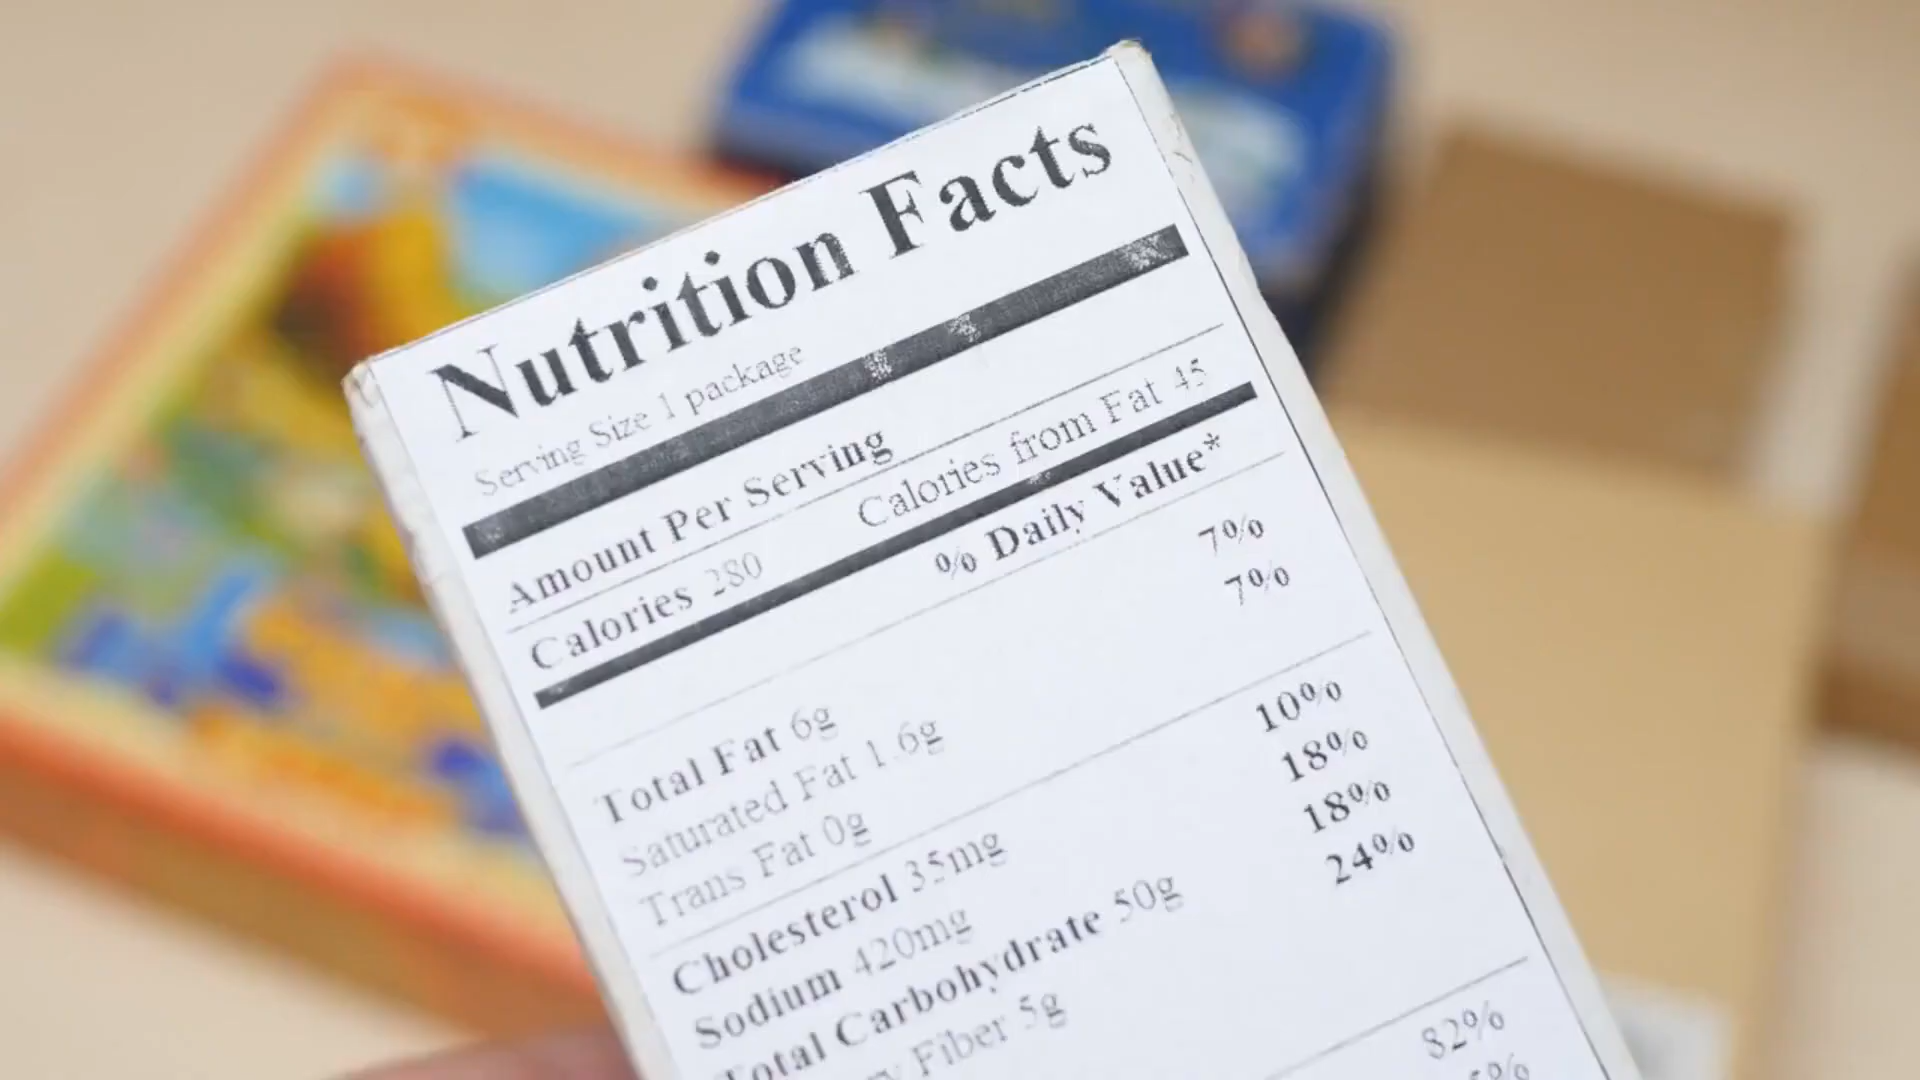 Nutrition Facts
Serving Size 1 package
Amount Per Serving
Calories 280 Calories from Fat 45
% Daily Value*
Total Fat 6g 7%
Saturated Fat 1.6g 7%
Trans Fat 0g
Cholesterol 35mg 10%
Sodium 420mg 18%
Total Carbohydrate 50g 18%
Fiber 5g 24%
82%